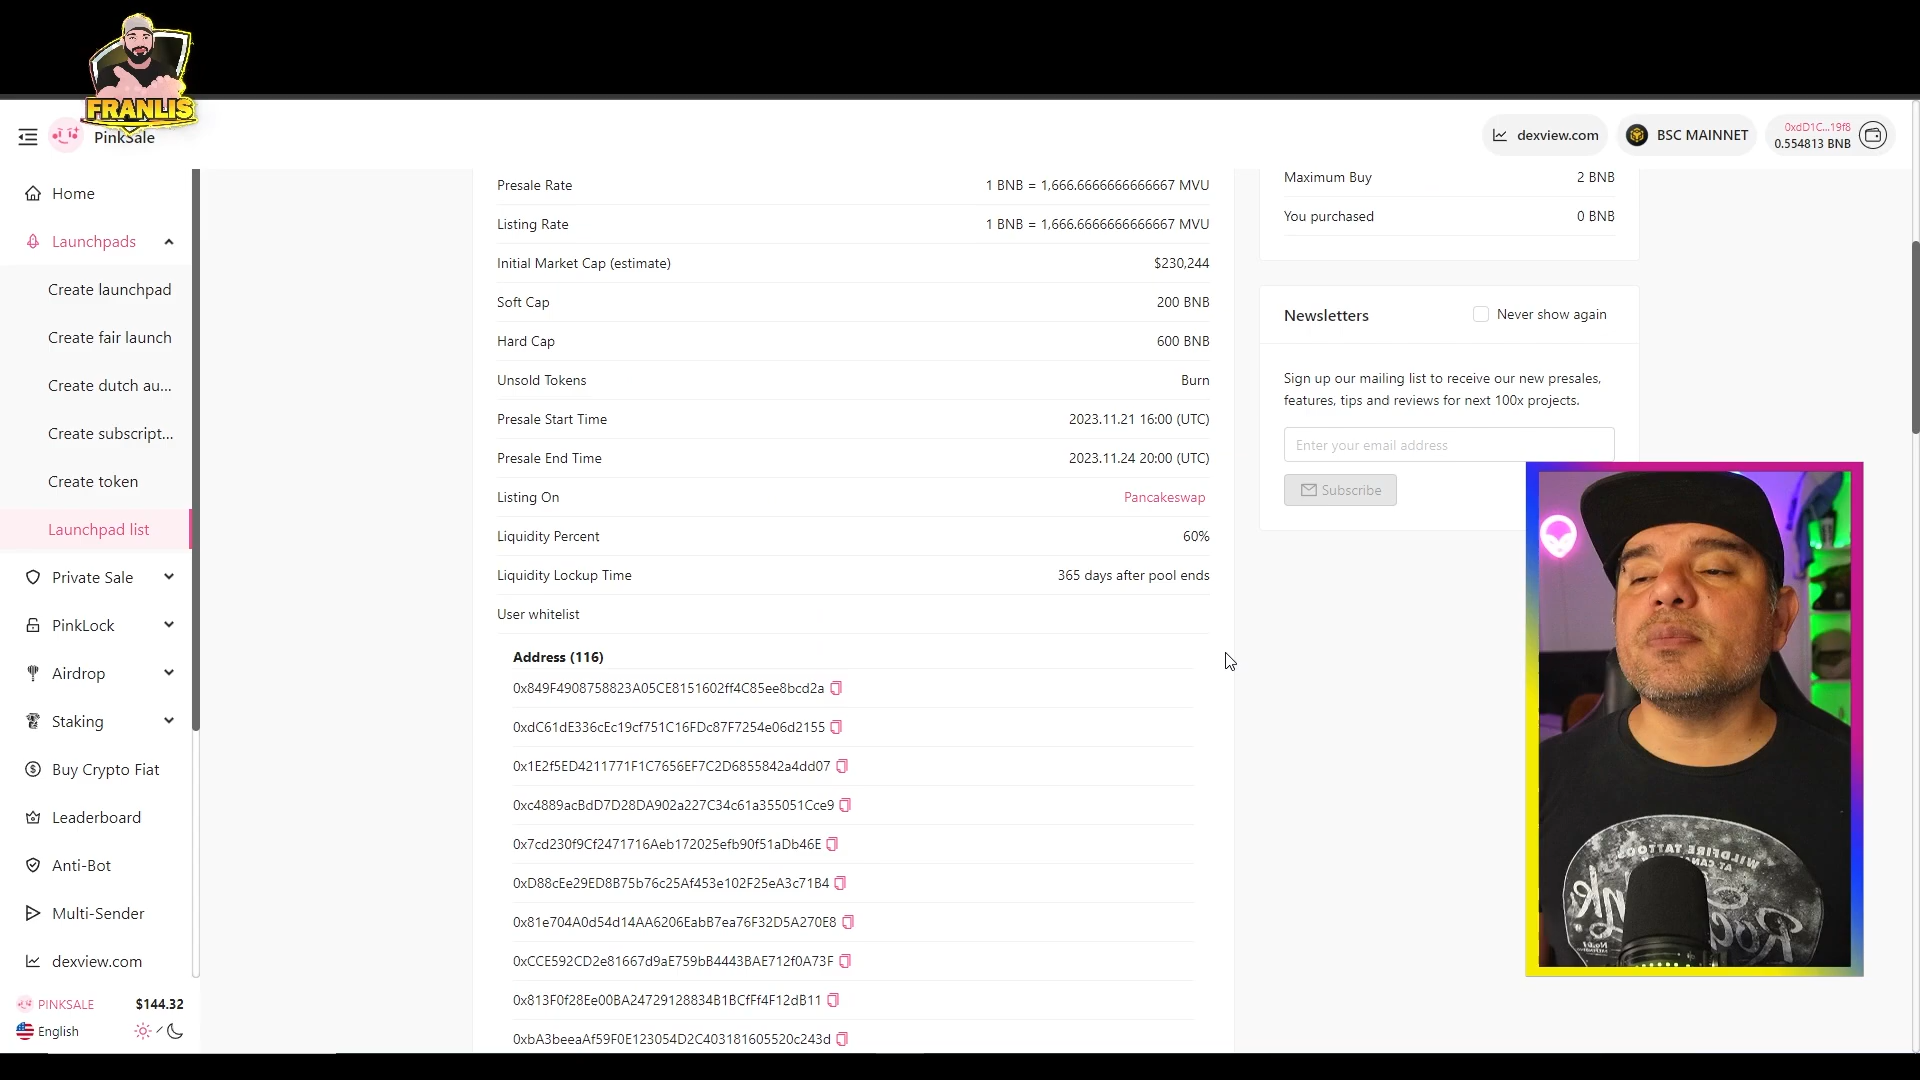 FRANLIS
PinkSale
dexview.com
BSC MAINNET
0xdD1C...19f8
0.554813 BNB
Home
Launchpads
Create launchpad
Create fair launch
Create dutch au...
Create subscript...
Create token
Launchpad list
Private Sale
PinkLock
Airdrop
Staking
Buy Crypto Fiat
Leaderboard
Anti-Bot
Multi-Sender
dexview.com
PINKSALE $144.32
English
Presale Rate 1 BNB = 1,666.6666666666667 MVU
Listing Rate 1 BNB = 1,666.6666666666667 MVU
Initial Market Cap (estimate) $230,244
Soft Cap 200 BNB
Hard Cap 600 BNB
Unsold Tokens Burn
Presale Start Time 2023.11.21 16:00 (UTC)
Presale End Time 2023.11.24 20:00 (UTC)
Listing On Pancakeswap
Liquidity Percent 60%
Liquidity Lockup Time 365 days after pool ends
User whitelist
Address (116)
0x849F4908758823A05CE8151602ff4C85ee8bcd2a
0xdC61dE336cEc19cf751C16FDc87F7254e06d2155
0x1E2f5ED4211771F1C7656EF7C2D6855842a4dd07
0xc4889acBdD7D28DA902a227C34c61a355051Cce9
0x7cd230f9Cf2471716Aeb172025efb90f51aDb46E
0xD88cEe29ED8B75b76c25Af453e102F25eA3c71B4
0x81e704A0d54d14AA6206EabB7ea76F32D5A270E8
0xCCE592CD2e81667d9aE759bB4443BAE712f0A73F
0x813F0f28Ee00BA24729128834B1BCfFf4F12dB11
0xbA3beeaAf59F0E123054D2C403181605520c243d
Maximum Buy 2 BNB
You purchased 0 BNB
Newsletters
Never show again
Sign up our mailing list to receive our new presales,
features, tips and reviews for next 100x projects.
Enter your email address
Subscribe
WILDFIRE TATTOOS